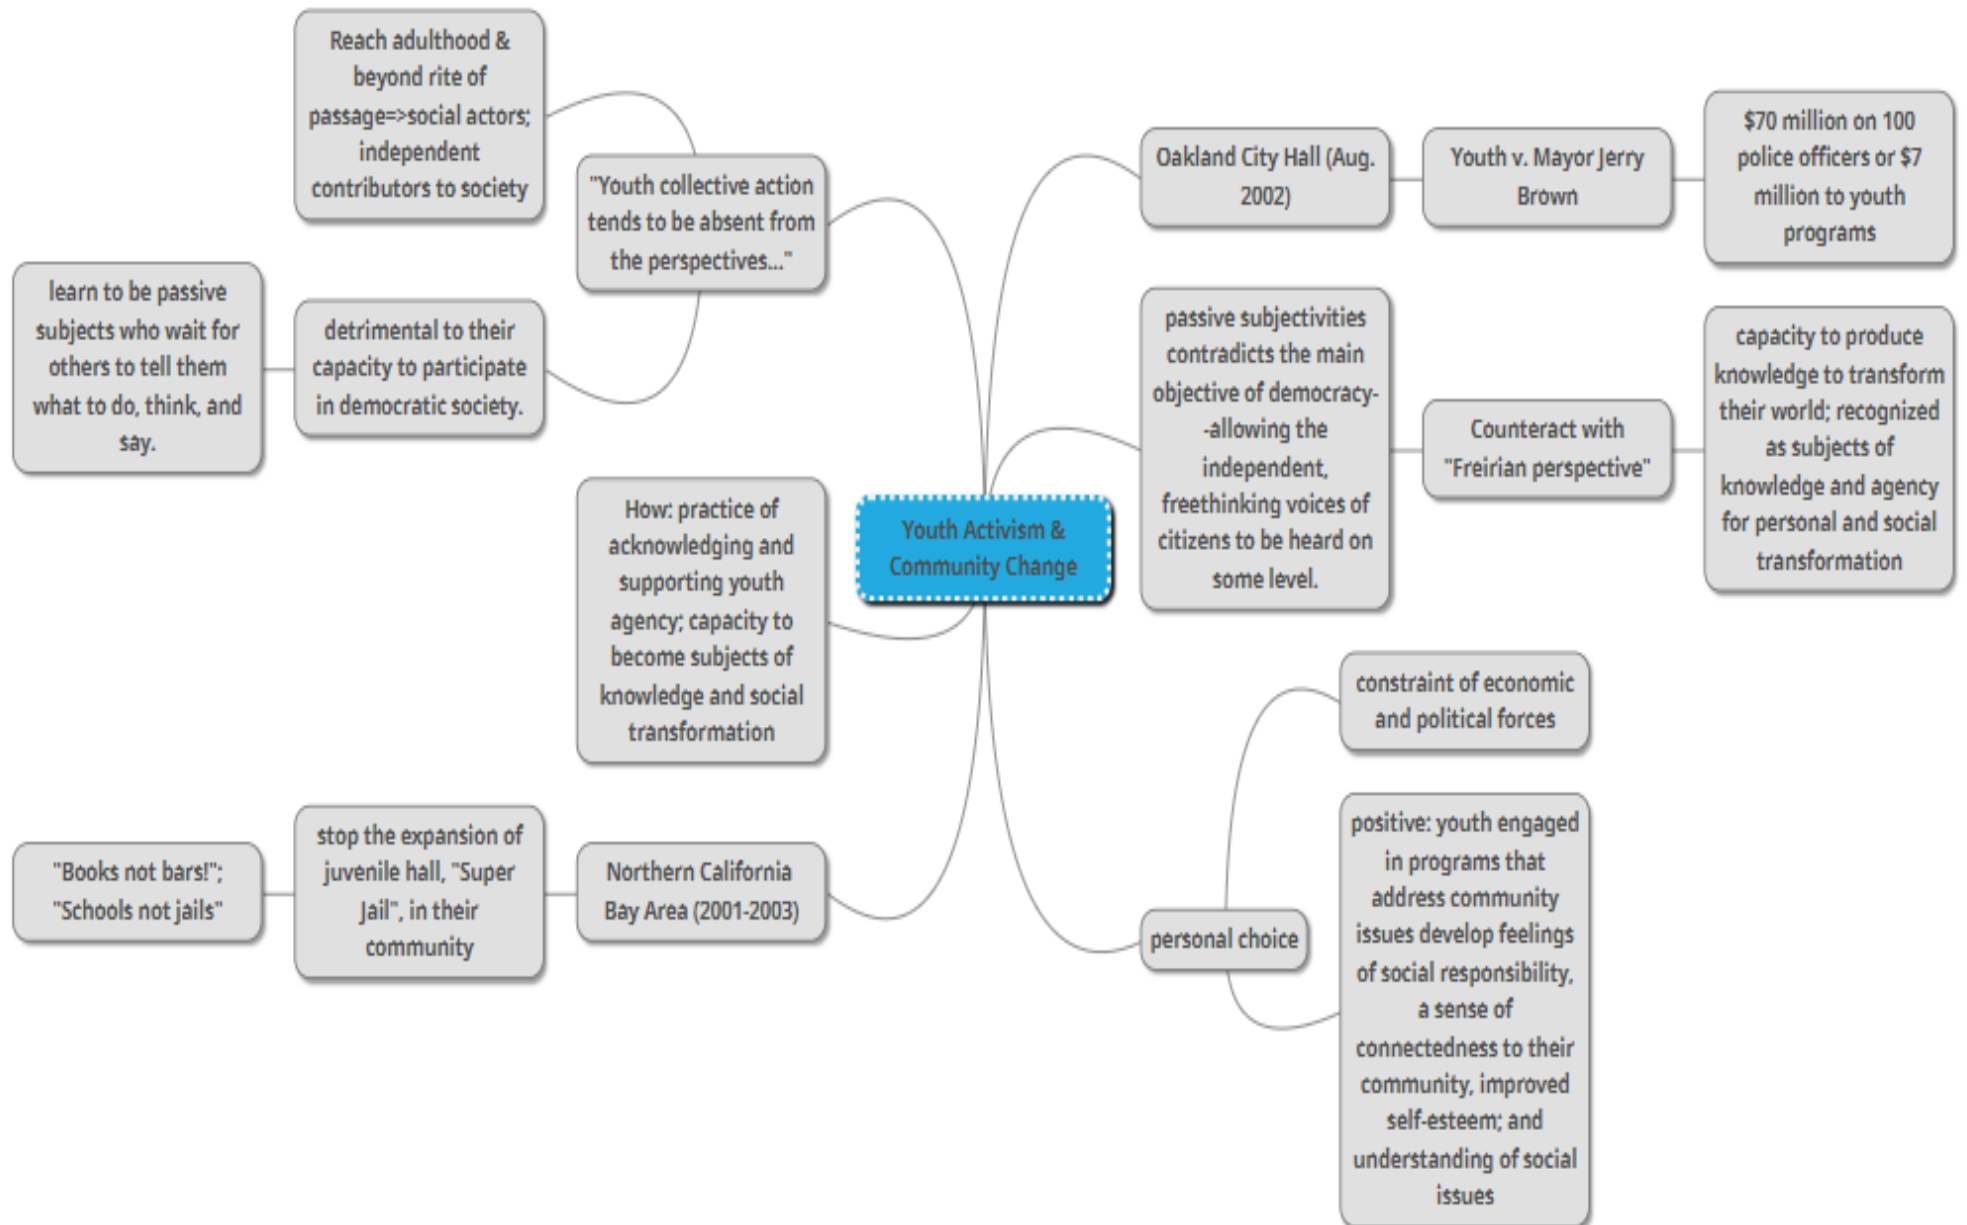 Reach adulthood &
beyond rite of
passage=>social actors;
independent
contributors to society
"Youth collective action
tends to be absent from
the perspectives..."
learn to be passive
subjects who wait for
others to tell them
what to do, think, and
say.
detrimental to their
capacity to participate
in democratic society.
How: practice of
acknowledging and
supporting youth
agency; capacity to
become subjects of
knowledge and social
transformation
"Books not bars!";
"Schools not jails"
stop the expansion of
juvenile hall, "Super
Jail", in their
community
Northern California
Bay Area (2001-2003)
Youth Activism &
Community Change
Oakland City Hall (Aug.
2002)
Youth v. Mayor Jerry
Brown
$70 million on 100
police officers or $7
million to youth
programs
passive subjectivities
contradicts the main
objective of democracy-
-allowing the
independent,
freethinking voices of
citizens to be heard on
some level.
Counteract with
"Freirian perspective"
capacity to produce
knowledge to transform
their world; recognized
as subjects of
knowledge and agency
for personal and social
transformation
personal choice
constraint of economic
and political forces
positive: youth engaged
in programs that
address community
issues develop feelings
of social responsibility,
a sense of
connectedness to their
community, improved
self-esteem; and
understanding of social
issues